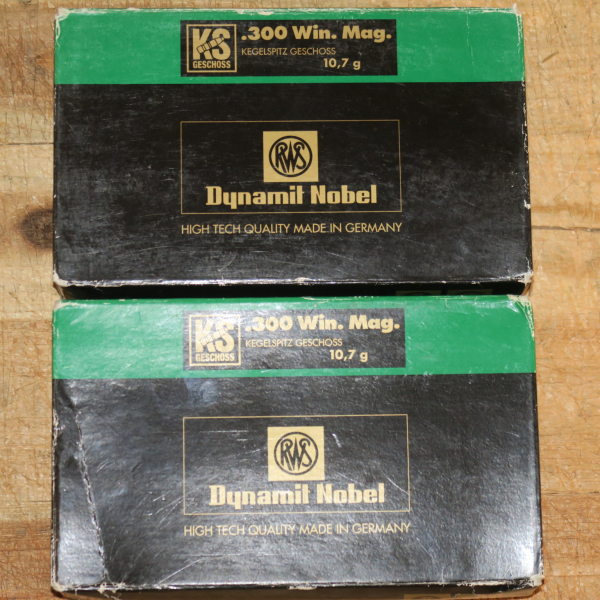 KS
GESCHOSS
.300 Win. Mag.
KEGELSPITZ GESCHOSS
10,7 g
RWS
Dynamit Nobel
HIGH TECH QUALITY MADE IN GERMANY
KS
GESCHOSS
.300 Win. Mag.
KEGELSPITZ GESCHOSS
10,7 g
RWS
Dynamit Nobel
HIGH TECH QUALITY MADE IN GERMANY